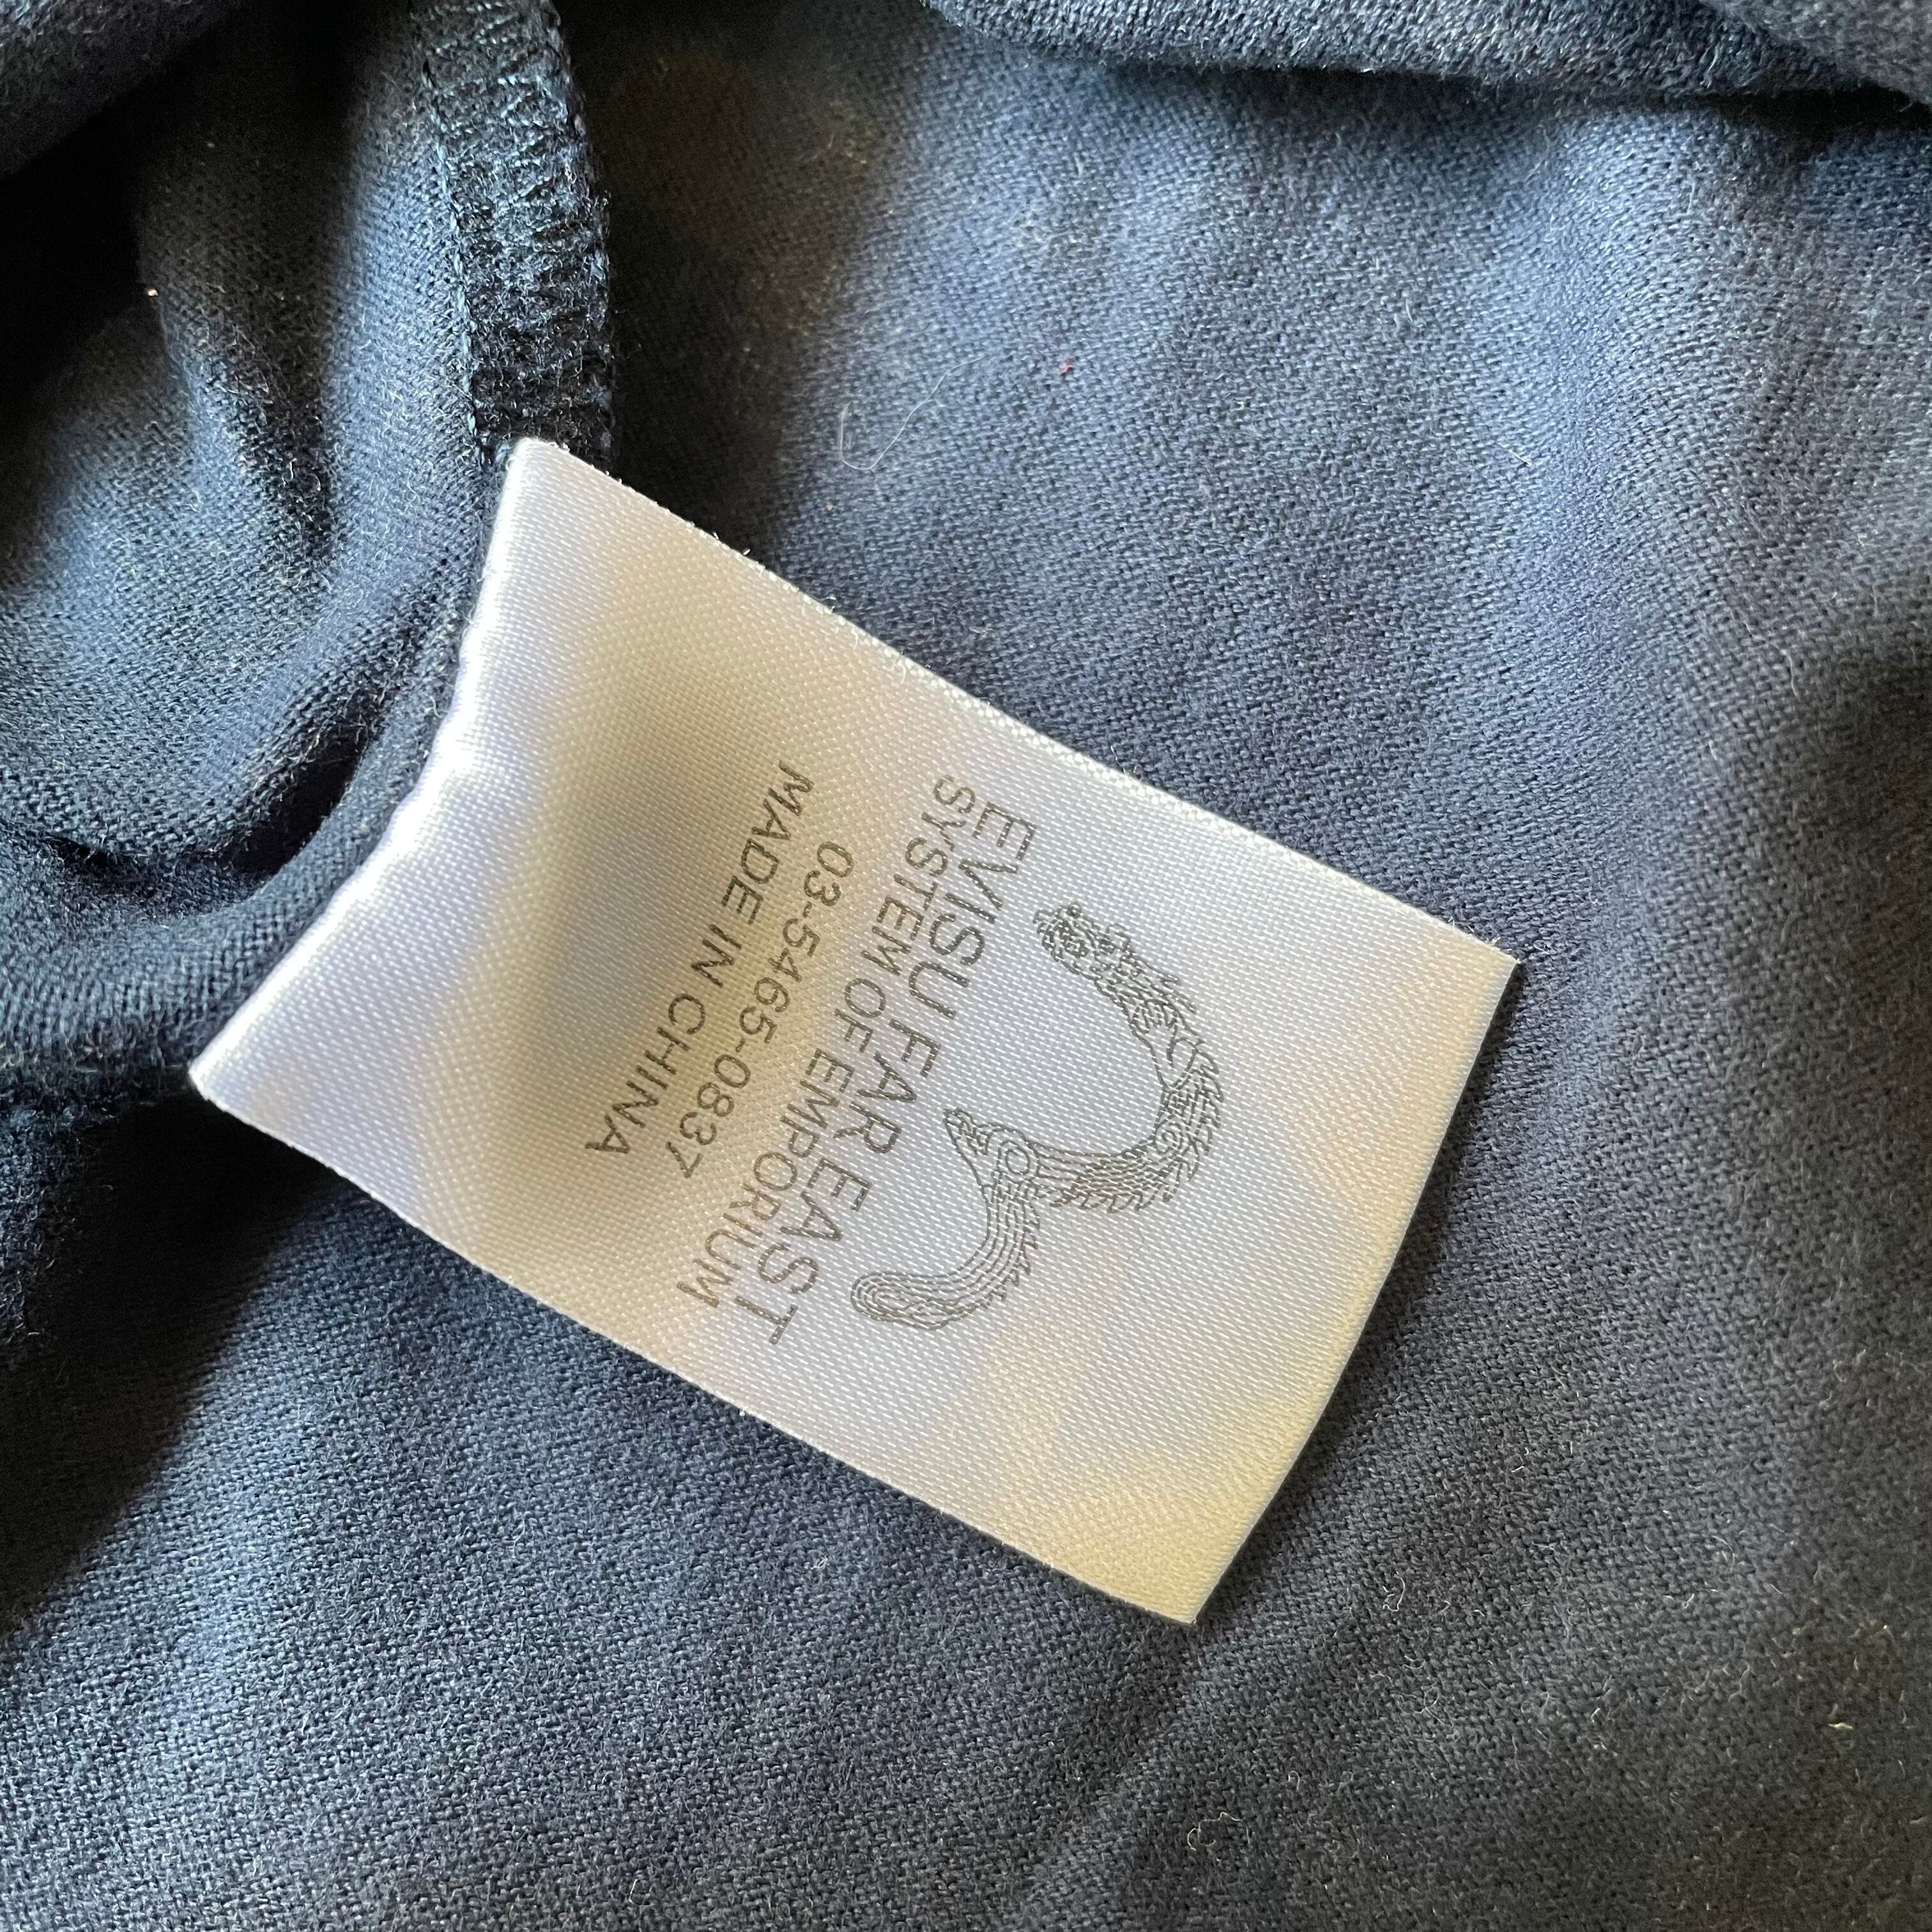 EVISU FAR EAST
SYSTEM OF EMPORIUM
03-5465-0837
MADE IN CHINA